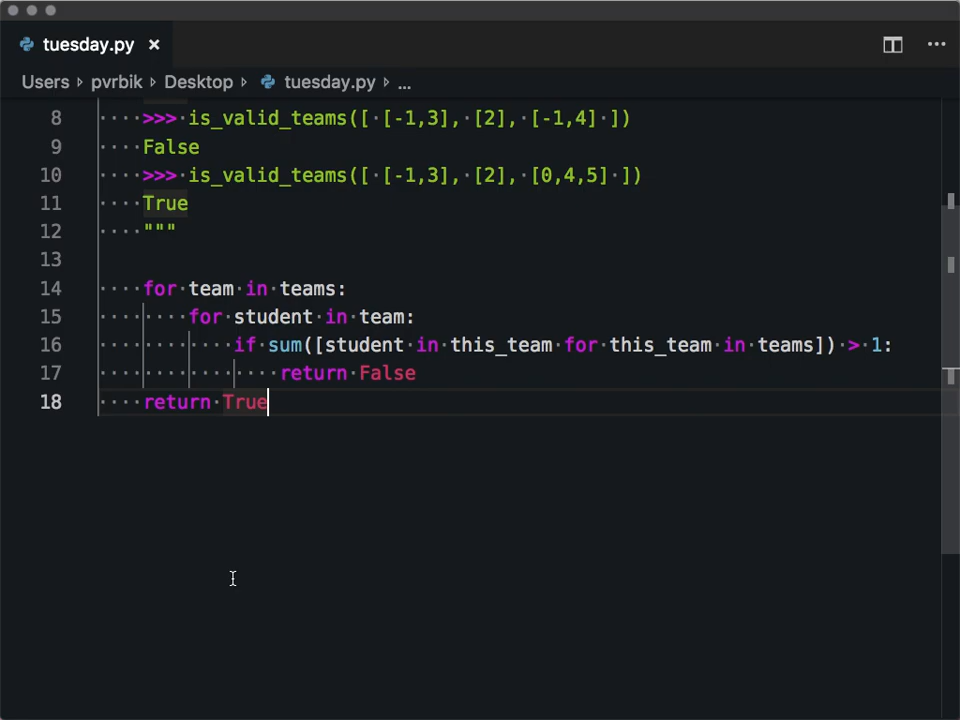 tuesday.py ×
Users › pvrbik › Desktop › tuesday.py › ...
8 >>> is_valid_teams([ [-1,3], [2], [-1,4] ])
9 False
10 >>> is_valid_teams([ [-1,3], [2], [0,4,5] ])
11 True
12 """
13
14 for team in teams:
15 for student in team:
16 if sum([student in this_team for this_team in teams]) > 1:
17 return False
18 return True